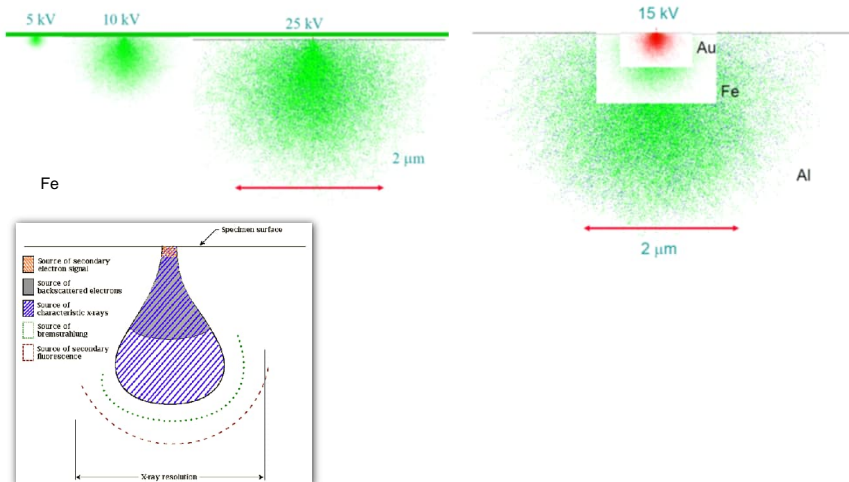 5 kV
10 kV
25 kV
2 µm
Fe
15 kV
Au
Fe
Al
2 µm
Specimen surface
Source of secondary
electron signal
Source of
backscattered electrons
Source of
characteristic x-rays
Source of
bremstrahlung
Source of secondary
fluorescence
X-ray resolution